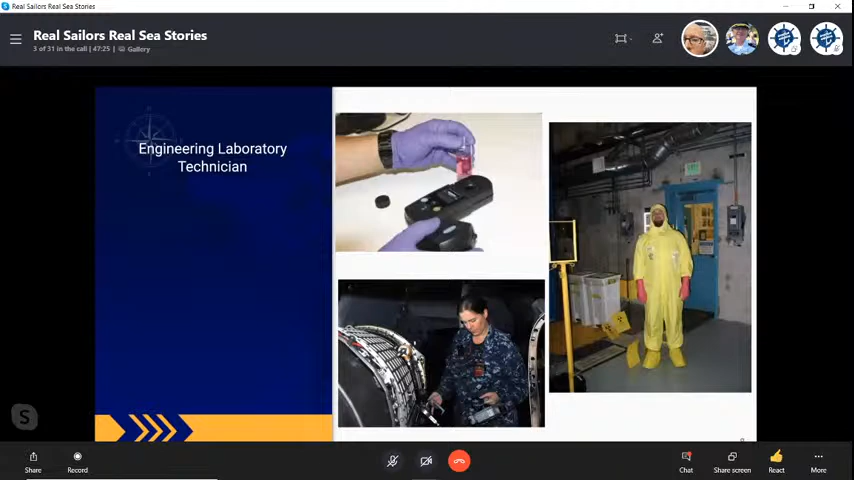 Real Sailors Real Sea Stories
Real Sailors Real Sea Stories
3 of 31 in the call | 47:25 | Gallery
Engineering Laboratory
Technician
S
Share
Record
Chat
Share screen
React
More